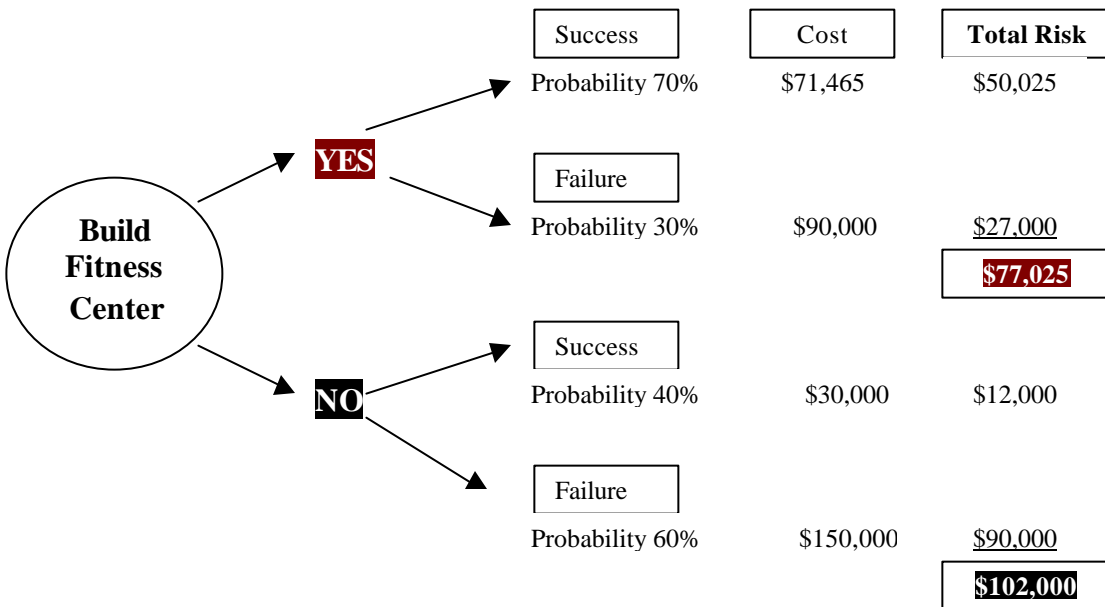 Success Cost Total Risk
Probability 70% $71,465 $50,025
YES
Failure
Probability 30% $90,000 $27,000
Build
Fitness
Center
$77,025
Success
Probability 40% $30,000 $12,000
NO
Failure
Probability 60% $150,000 $90,000
$102,000